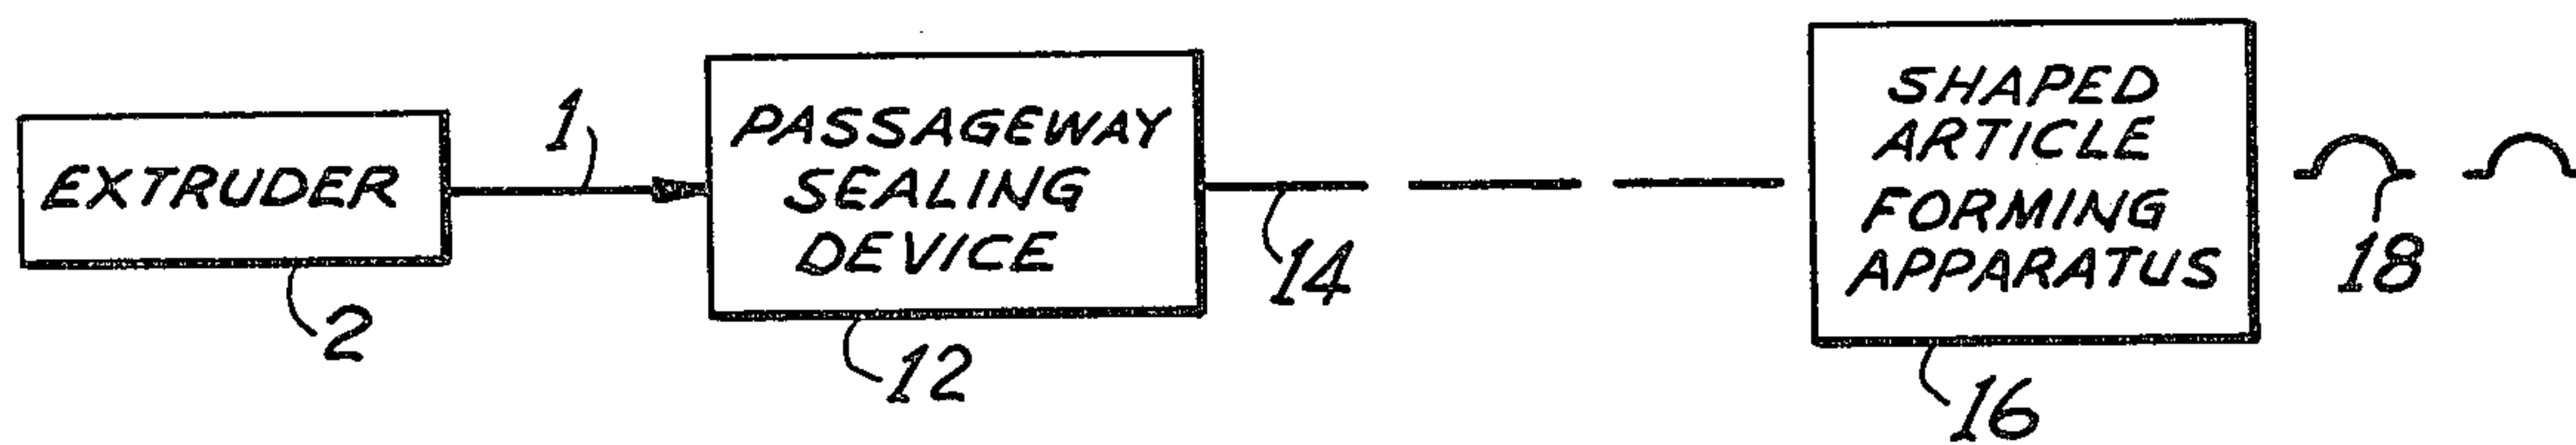 EXTRUDER
2
1
PASSAGEWAY
SEALING
DEVICE
12
14
SHAPED
ARTICLE
FORMING
APPARATUS
16
18